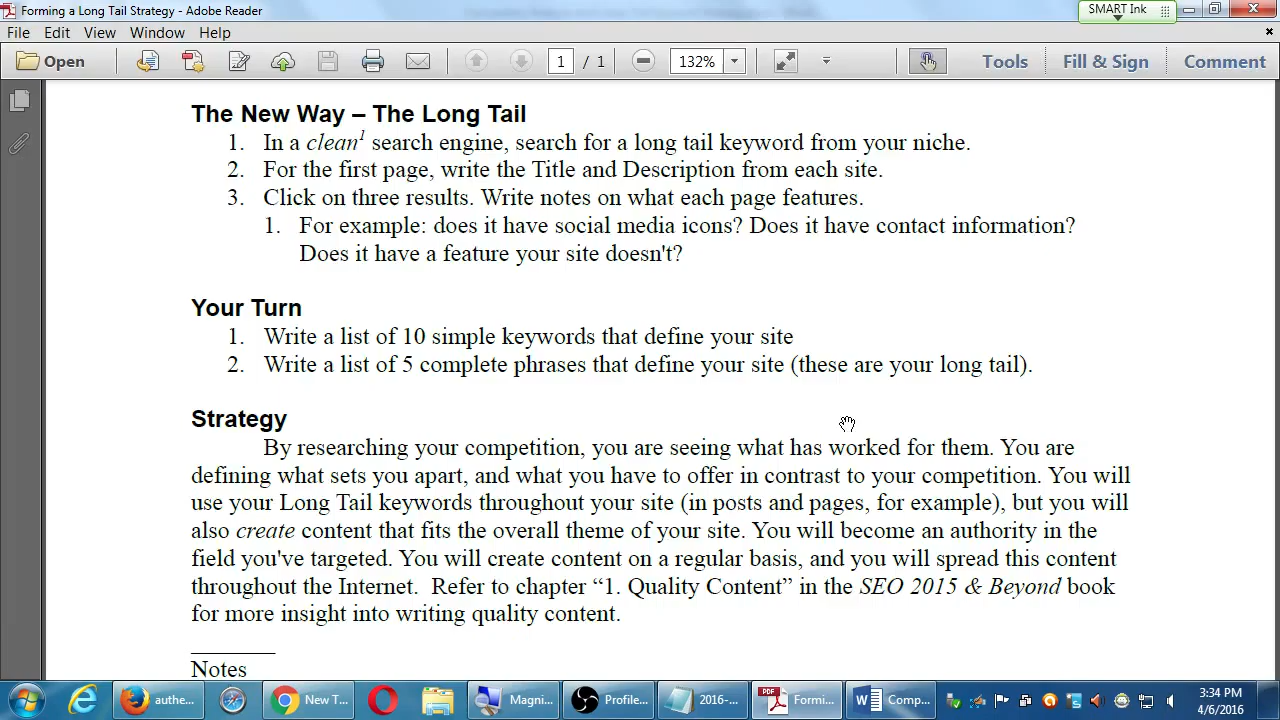 Forming a Long Tail Strategy - Adobe Reader
SMART Ink
File Edit View Window Help
Open
1 / 1
132%
Tools
Fill & Sign
Comment
The New Way – The Long Tail
1. In a clean1 search engine, search for a long tail keyword from your niche.
2. For the first page, write the Title and Description from each site.
3. Click on three results. Write notes on what each page features.
1. For example: does it have social media icons? Does it have contact information?
Does it have a feature your site doesn't?
Your Turn
1. Write a list of 10 simple keywords that define your site
2. Write a list of 5 complete phrases that define your site (these are your long tail).
Strategy
By researching your competition, you are seeing what has worked for them. You are
defining what sets you apart, and what you have to offer in contrast to your competition. You will
use your Long Tail keywords throughout your site (in posts and pages, for example), but you will
also create content that fits the overall theme of your site. You will become an authority in the
field you've targeted. You will create content on a regular basis, and you will spread this content
throughout the Internet. Refer to chapter “1. Quality Content” in the SEO 2015 & Beyond book
for more insight into writing quality content.
Notes
authe...
New T...
Magni...
Profile...
2016-...
PDF
Formi...
Comp...
3:34 PM
4/6/2016